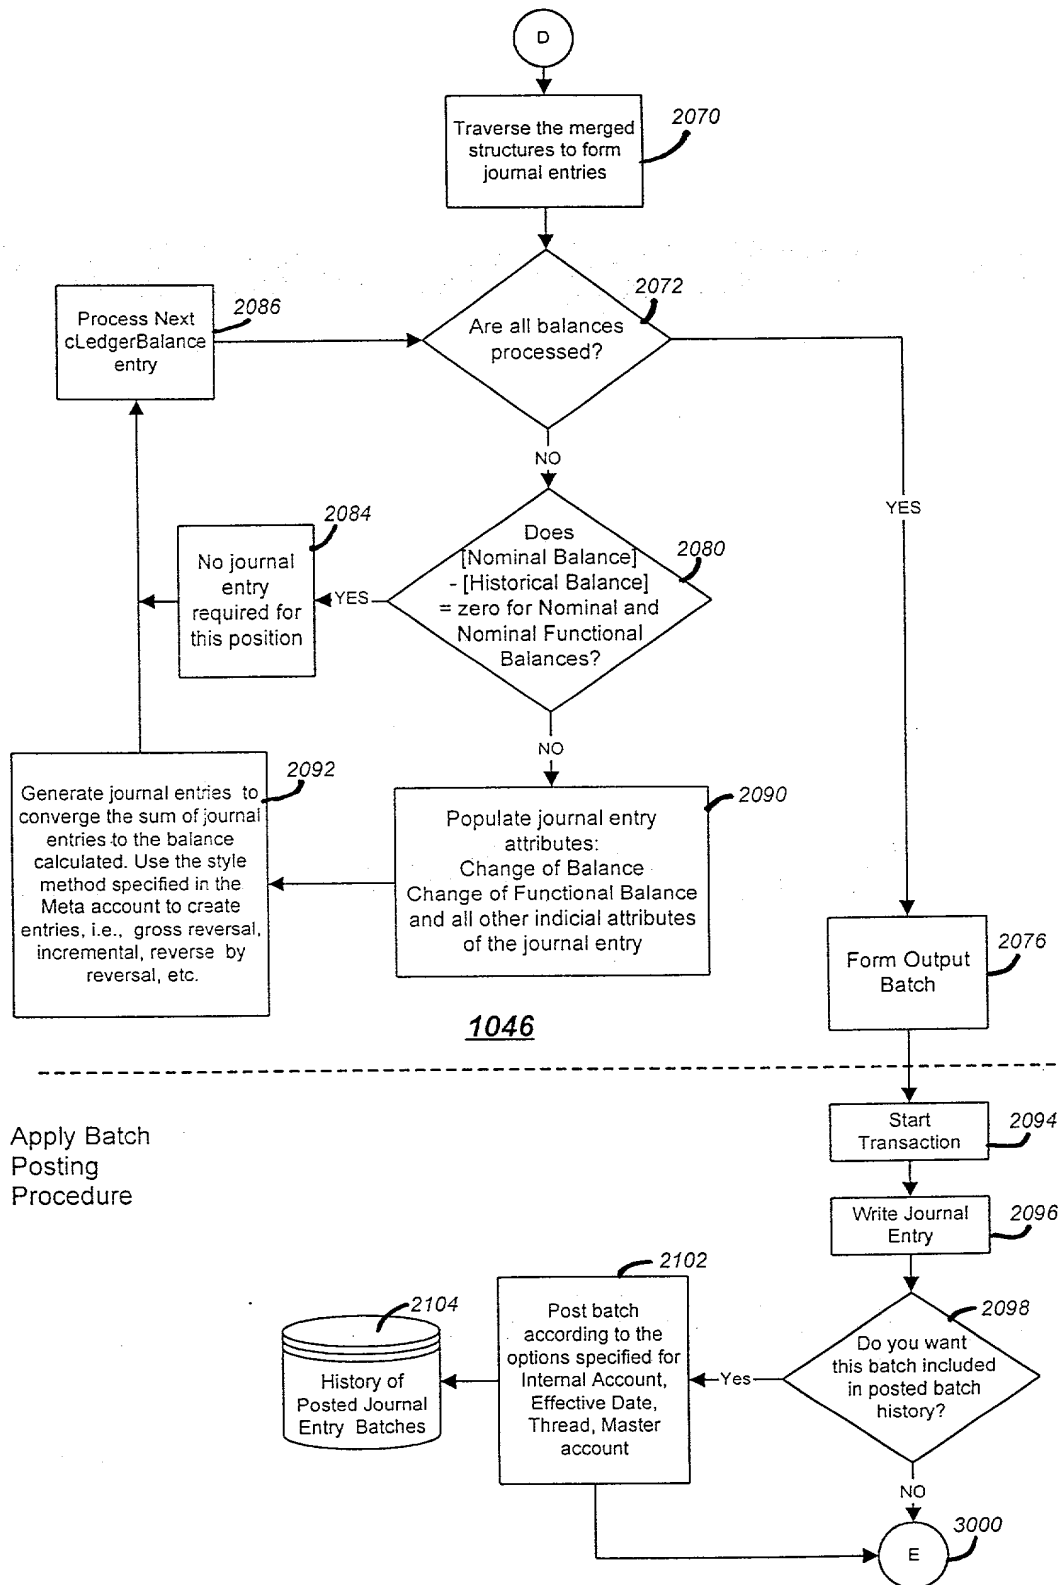 D
Traverse the merged
structures to form
journal entries
2070
Process Next
cLedgerBalance
entry
2086
Are all balances
processed?
2072
NO
YES
No journal
entry
required for
this position
2084
YES
Does
[Nominal Balance]
- [Historical Balance]
= zero for Nominal and
Nominal Functional
Balances?
2080
NO
Generate journal entries to
converge the sum of journal
entries to the balance
calculated. Use the style
method specified in the
Meta account to create
entries, i.e., gross reversal,
incremental, reverse by
reversal, etc.
2092
Populate journal entry
attributes:
Change of Balance
Change of Functional Balance
and all other indicial attributes
of the journal entry
2090
Form Output
Batch
2076
1046
Apply Batch
Posting
Procedure
Start
Transaction
2094
Write Journal
Entry
2096
Do you want
this batch included
in posted batch
history?
2098
Yes
Post batch
according to the
options specified for
Internal Account,
Effective Date,
Thread, Master
account
2102
2104
History of
Posted Journal
Entry Batches
NO
E
3000